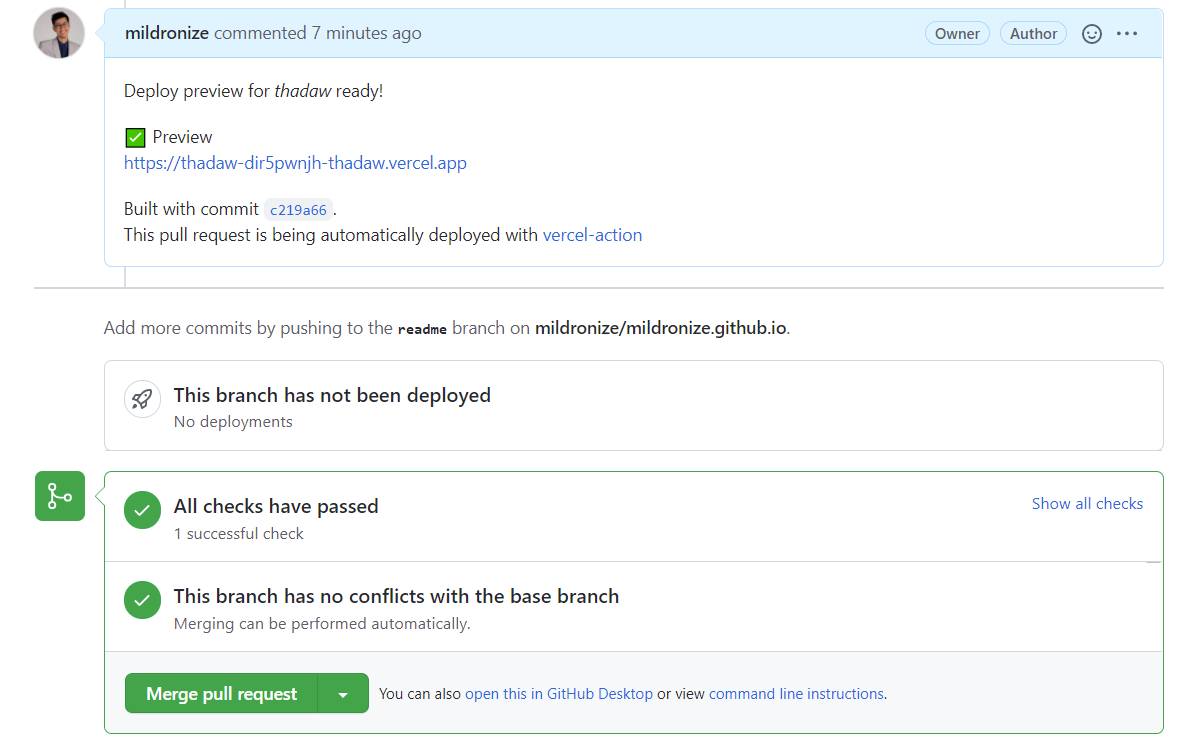 mildronize commented 7 minutes ago
Owner
Author
Deploy preview for thadaw ready!
✅ Preview
https://thadaw-dir5pwnjh-thadaw.vercel.app
Built with commit c219a66.
This pull request is being automatically deployed with vercel-action
Add more commits by pushing to the readme branch on mildronize/mildronize.github.io.
This branch has not been deployed
No deployments
All checks have passed
Show all checks
1 successful check
This branch has no conflicts with the base branch
Merging can be performed automatically.
Merge pull request
You can also open this in GitHub Desktop or view command line instructions.